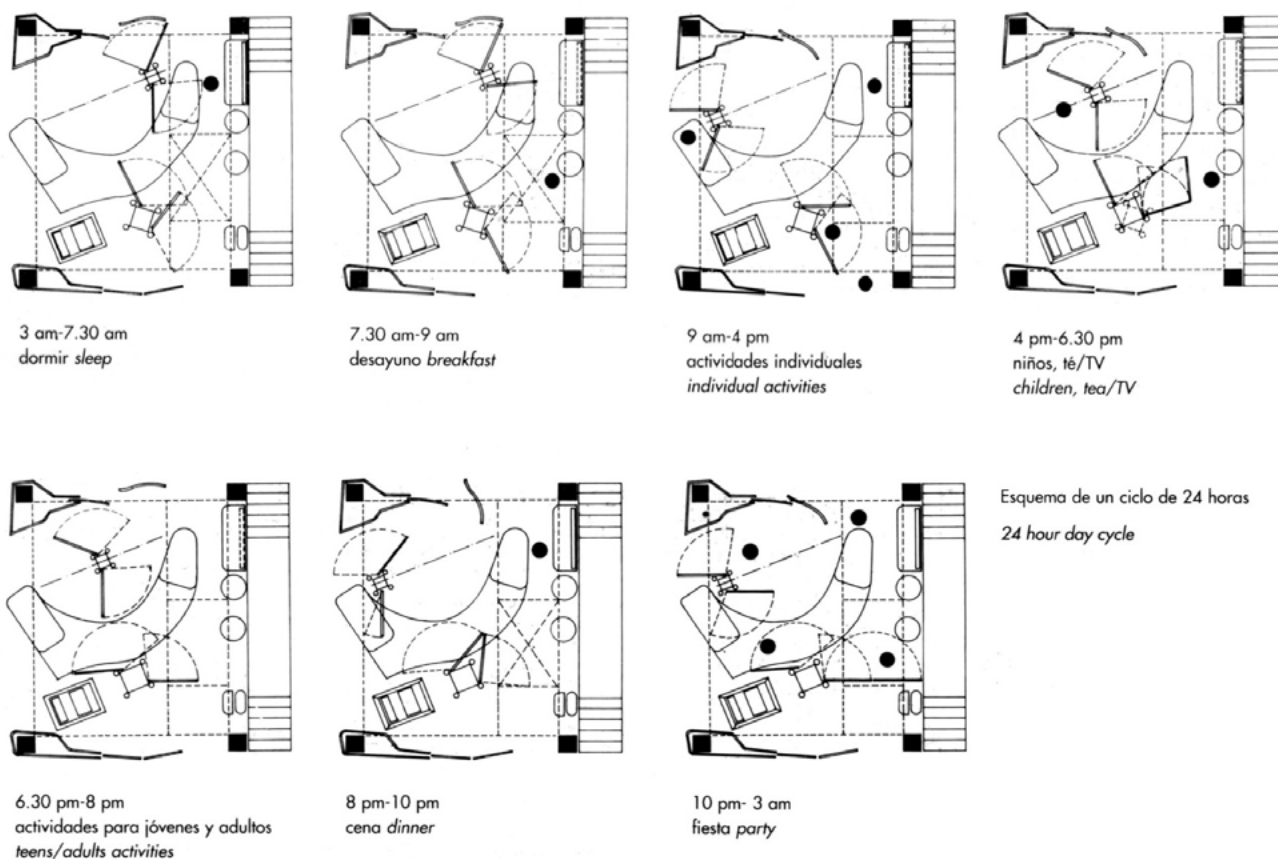 3 am-7.30 am
dormir sleep
7.30 am-9 am
desayuno breakfast
9 am-4 pm
actividades individuales
individual activities
4 pm-6.30 pm
niños, té/TV
children, tea/TV
Esquema de un ciclo de 24 horas
24 hour day cycle
6.30 pm-8 pm
actividades para jóvenes y adultos
teens/adults activities
8 pm-10 pm
cena dinner
10 pm- 3 am
fiesta party